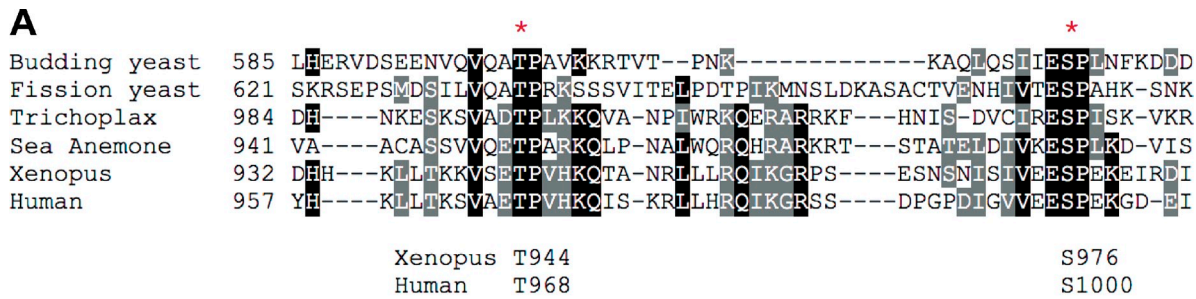 A
* *
Budding yeast 585 LHERVDSEENVQVQATPAVKKRTVT--PNK-------------KAQLQSIIESPLNFKDDD
Fission yeast 621 SKRSEPSMDSILVQATPRKSSSVITELPDTPIKMNSLDKASACTVENHIVTESPAHK-SNK
Trichoplax 984 DH----NKESKSVADTPLKKQVA-NPIWRKQERARRKF---HNIS-DVCIRESPISK-VKR
Sea Anemone 941 VA----ACASSVVQETPARKQLP-NALWQRQHRARKRT---STATELDIVKESPLKD-VIS
Xenopus 932 DHH---KLLTKKVSETPVHKQTA-NRLLLRQIKGRPS----ESNSNISIVEESPEKEIRDI
Human 957 YH----KLLTKSVAETPVHKQIS-KRLLHRQIKGRSS----DPGPDIGVVEESPEKGD-EI
Xenopus T944 S976
Human T968 S1000